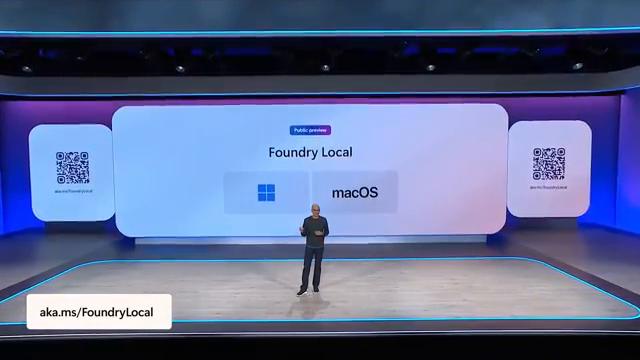 Public preview
Foundry Local
macOS
aka.ms/FoundryLocal
aka.ms/FoundryLocal
aka.ms/FoundryLocal